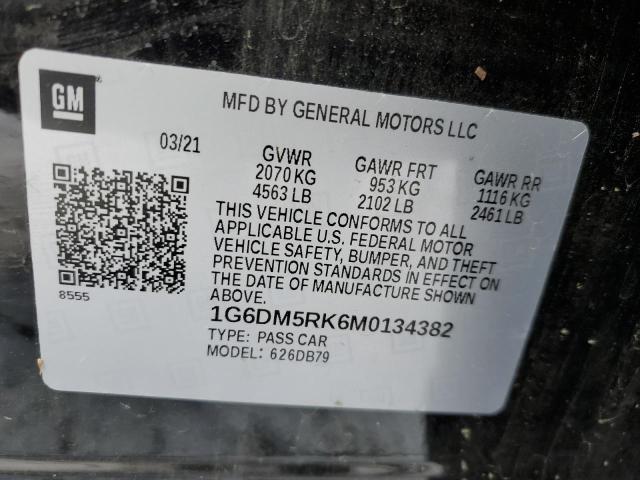 GM
MFD BY GENERAL MOTORS LLC
03/21
GVWR
2070 KG
4563 LB
GAWR FRT
953 KG
2102 LB
GAWR RR
1116 KG
2461 LB
THIS VEHICLE CONFORMS TO ALL
APPLICABLE U.S. FEDERAL MOTOR
VEHICLE SAFETY, BUMPER, AND THEFT
PREVENTION STANDARDS IN EFFECT ON
THE DATE OF MANUFACTURE SHOWN
ABOVE.
8555
1G6DM5RK6M0134382
TYPE: PASS CAR
MODEL: 626DB79